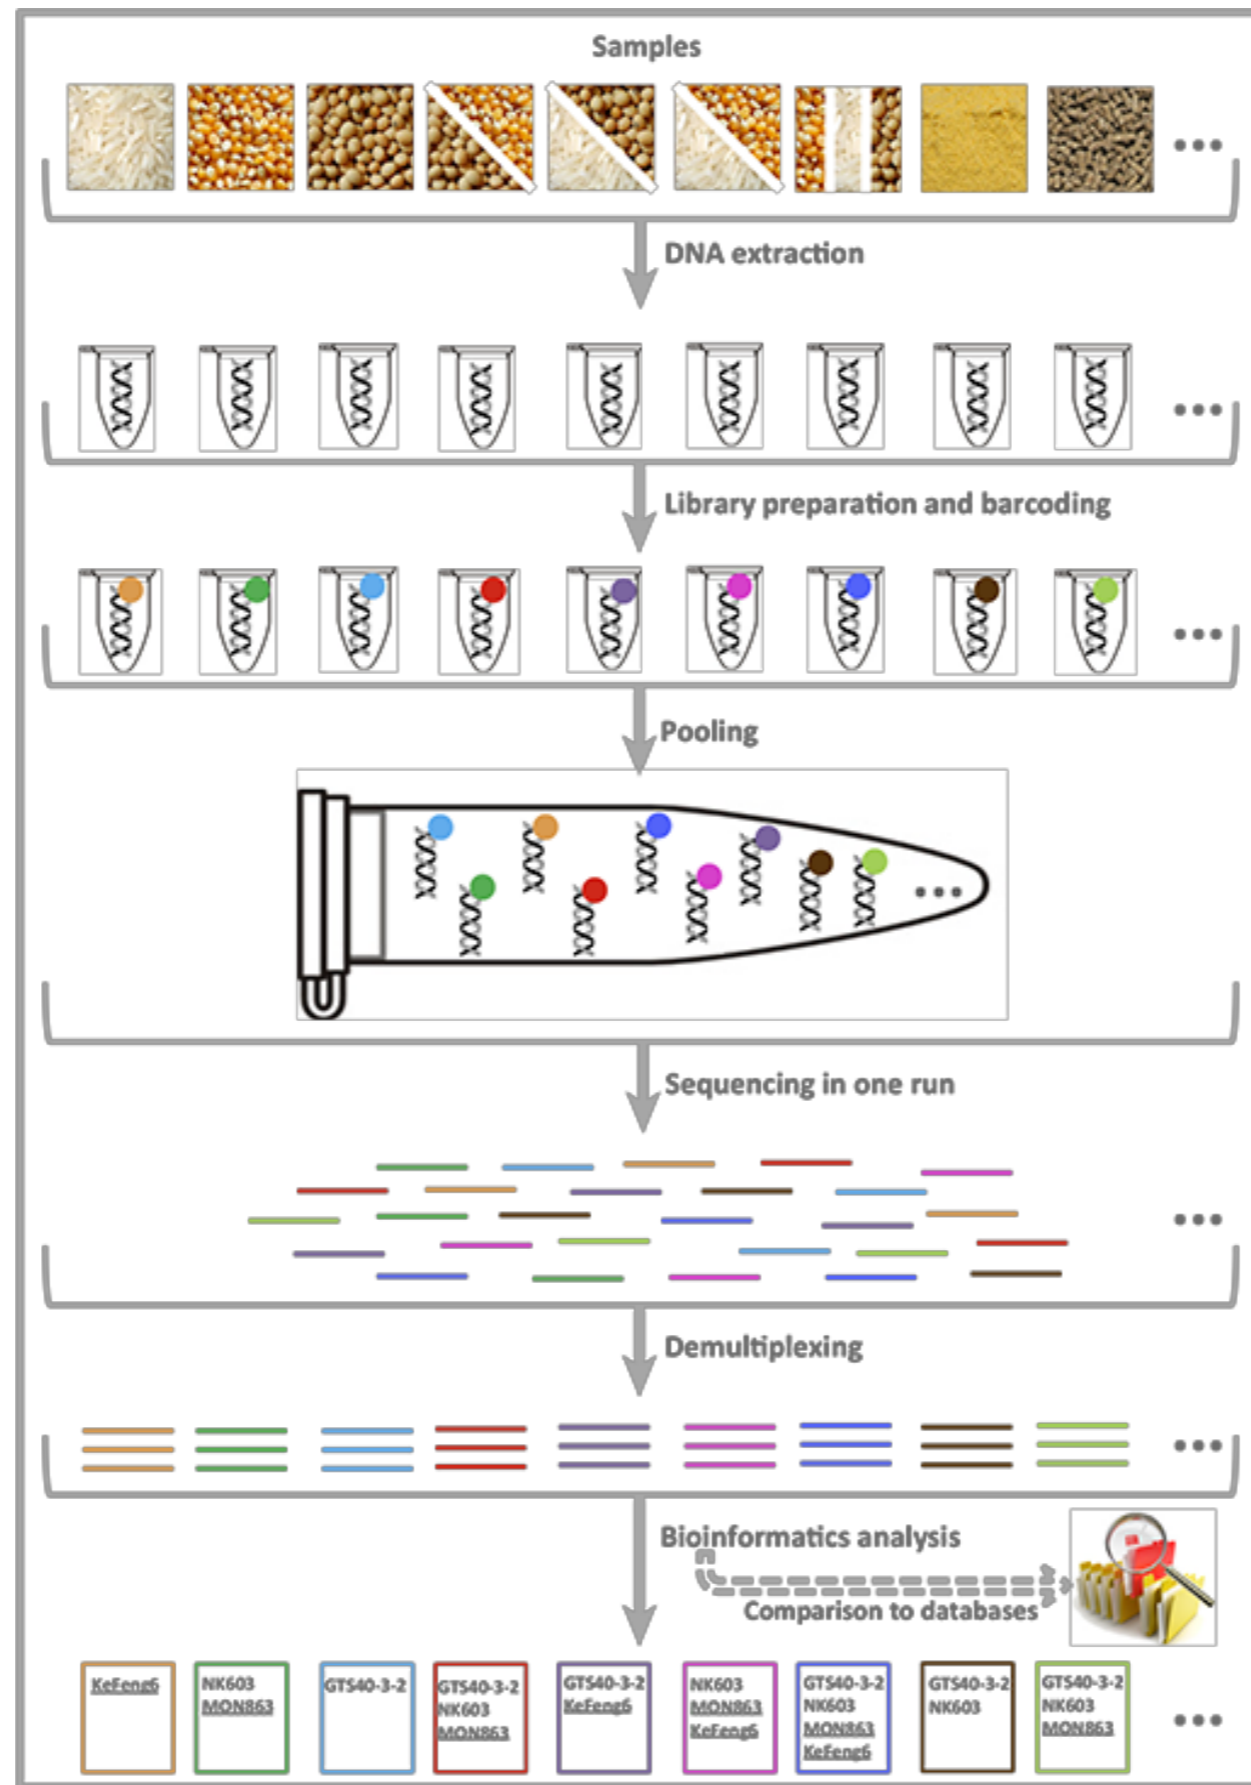 Samples
DNA extraction
Library preparation and barcoding
Pooling
Sequencing in one run
Demultiplexing
Bioinformatics analysis
Comparison to databases
KeFeng6
NK603
MON863
GTS40-3-2
GTS40-3-2
NK603
MON863
GTS40-3-2
KeFeng6
NK603
MON863
KeFeng6
GTS40-3-2
NK603
MON863
KeFeng6
GTS40-3-2
NK603
GTS40-3-2
NK603
MON863